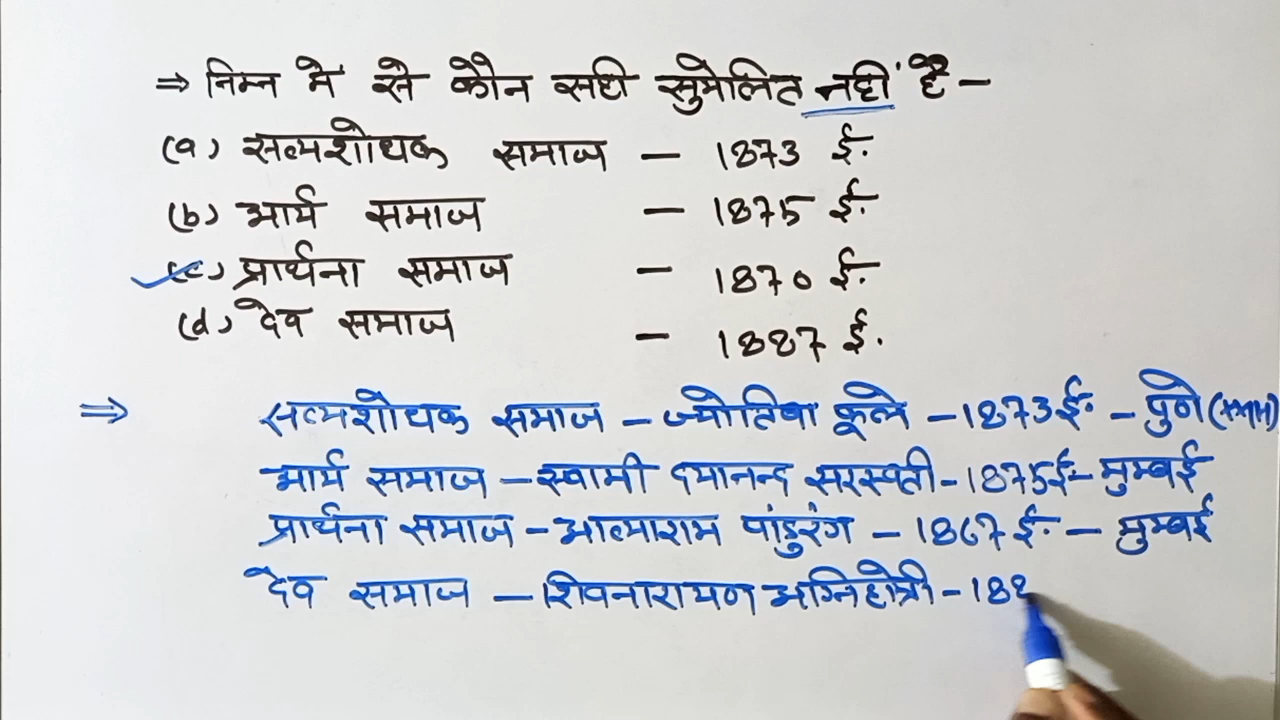 ⇒ निम्न में से कौन सही सुमेलित नहीं है –
(a) सत्यशोधक समाज – 1873 ई.
(b) आर्य समाज – 1875 ई.
(c) प्रार्थना समाज – 1870 ई.
(d) देव समाज – 1887 ई.
⇒ सत्यशोधक समाज – ज्योतिबा फूले – 1873 ई. – पुणे
आर्य समाज – स्वामी दयानन्द सरस्वती – 1875 ई – मुम्बई
प्रार्थना समाज – आत्माराम पांडुरंग – 1867 ई. – मुम्बई
देव समाज – शिवनारायण अग्निहोत्री – 188